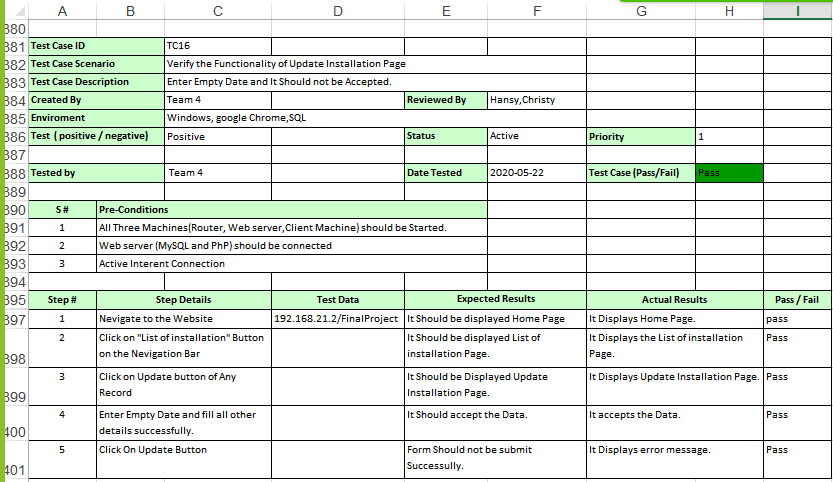 A B C D E F G H I
380
381 Test Case ID TC16
382 Test Case Scenario Verify the Functionality of Update Installation Page
383 Test Case Description Enter Empty Date and It Should not be Accepted.
384 Created By Team 4 Reviewed By Hansy,Christy
385 Enviroment Windows, google Chrome,SQL
386 Test ( positive / negative) Positive Status Active Priority 1
387
388 Tested by Team 4 Date Tested 2020-05-22 Test Case (Pass/Fail) Pass
389
390 S # Pre-Conditions
391 1 All Three Machines(Router, Web server,Client Machine) should be Started.
392 2 Web server (MySQL and PhP) should be connected
393 3 Active Interent Connection
394
395 Step # Step Details Test Data Expected Results Actual Results Pass / Fail
397 1 Nevigate to the Website 192.168.21.2/FinalProject It Should be displayed Home Page It Displays Home Page. pass
2 Click on "List of installation" Button It Should be displayed List of It Displays the List of installation Pass
398 on the Nevigation Bar installation Page. Page.
3 Click on Update button of Any It Should be Displayed Update It Displays Update Installation Page. Pass
399 Record Installation Page.
4 Enter Empty Date and fill all other It Should accept the Data. It accepts the Data. Pass
400 details successfully.
5 Click On Update Button Form Should not be submit It Displays error message. Pass
401 Successully.